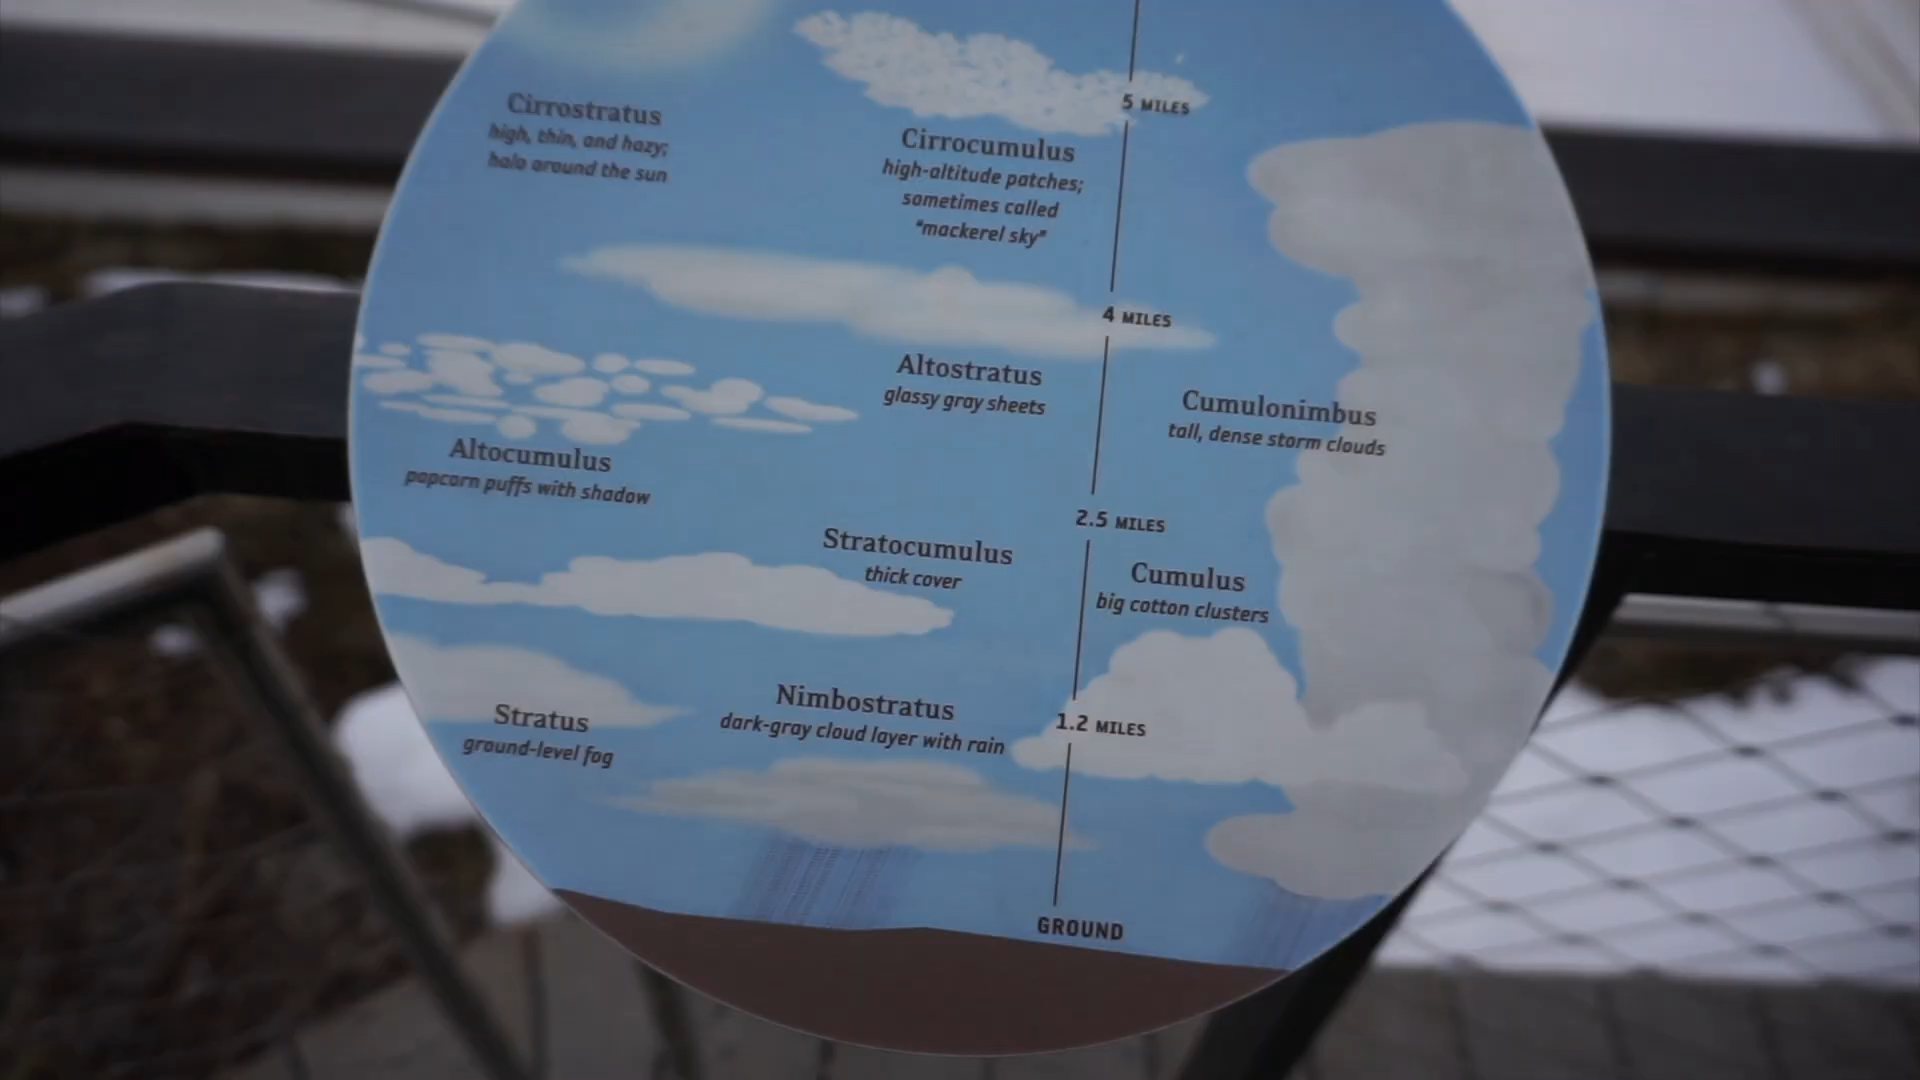 Cirrostratus
high, thin, and hazy;
halo around the sun
Cirrocumulus
high-altitude patches;
sometimes called
"mackerel sky"
5 MILES
4 MILES
Altostratus
glassy gray sheets
Cumulonimbus
tall, dense storm clouds
Altocumulus
popcorn puffs with shadow
2.5 MILES
Stratocumulus
thick cover
Cumulus
big cotton clusters
Stratus
ground-level fog
Nimbostratus
dark-gray cloud layer with rain
1.2 MILES
GROUND